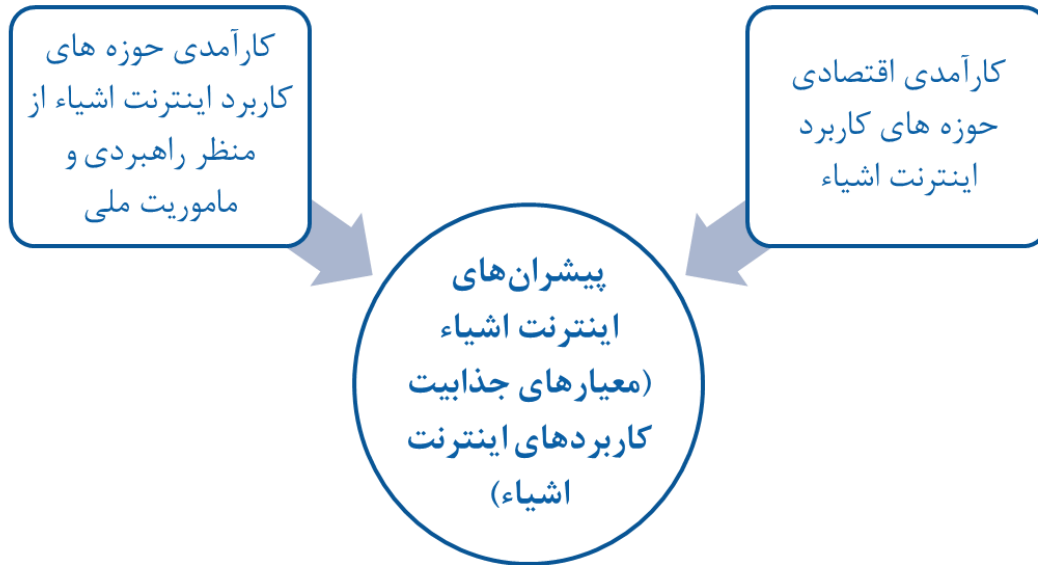 کارآمدی اقتصادی
حوزه های کاربرد
اینترنت اشیاء
کارآمدی حوزه های
کاربرد اینترنت اشیاء از
منظر راهبردی و
ماموریت ملی
پیشران‌های
اینترنت اشیاء
(معیارهای جذابیت
کاربردهای اینترنت
اشیاء)